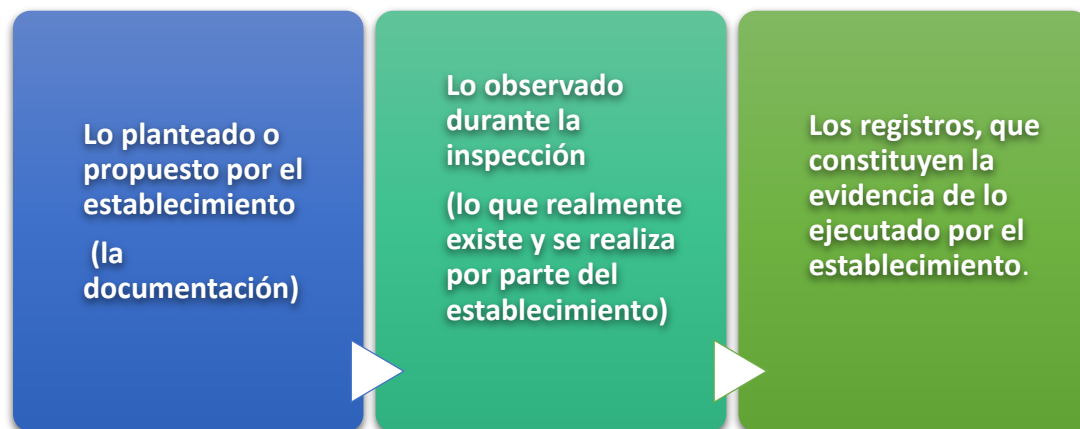 Lo planteado o
propuesto por el
establecimiento
(la
documentación)
Lo observado
durante la
inspección
(lo que realmente
existe y se realiza
por parte del
establecimiento)
Los registros, que
constituyen la
evidencia de lo
ejecutado por el
establecimiento.